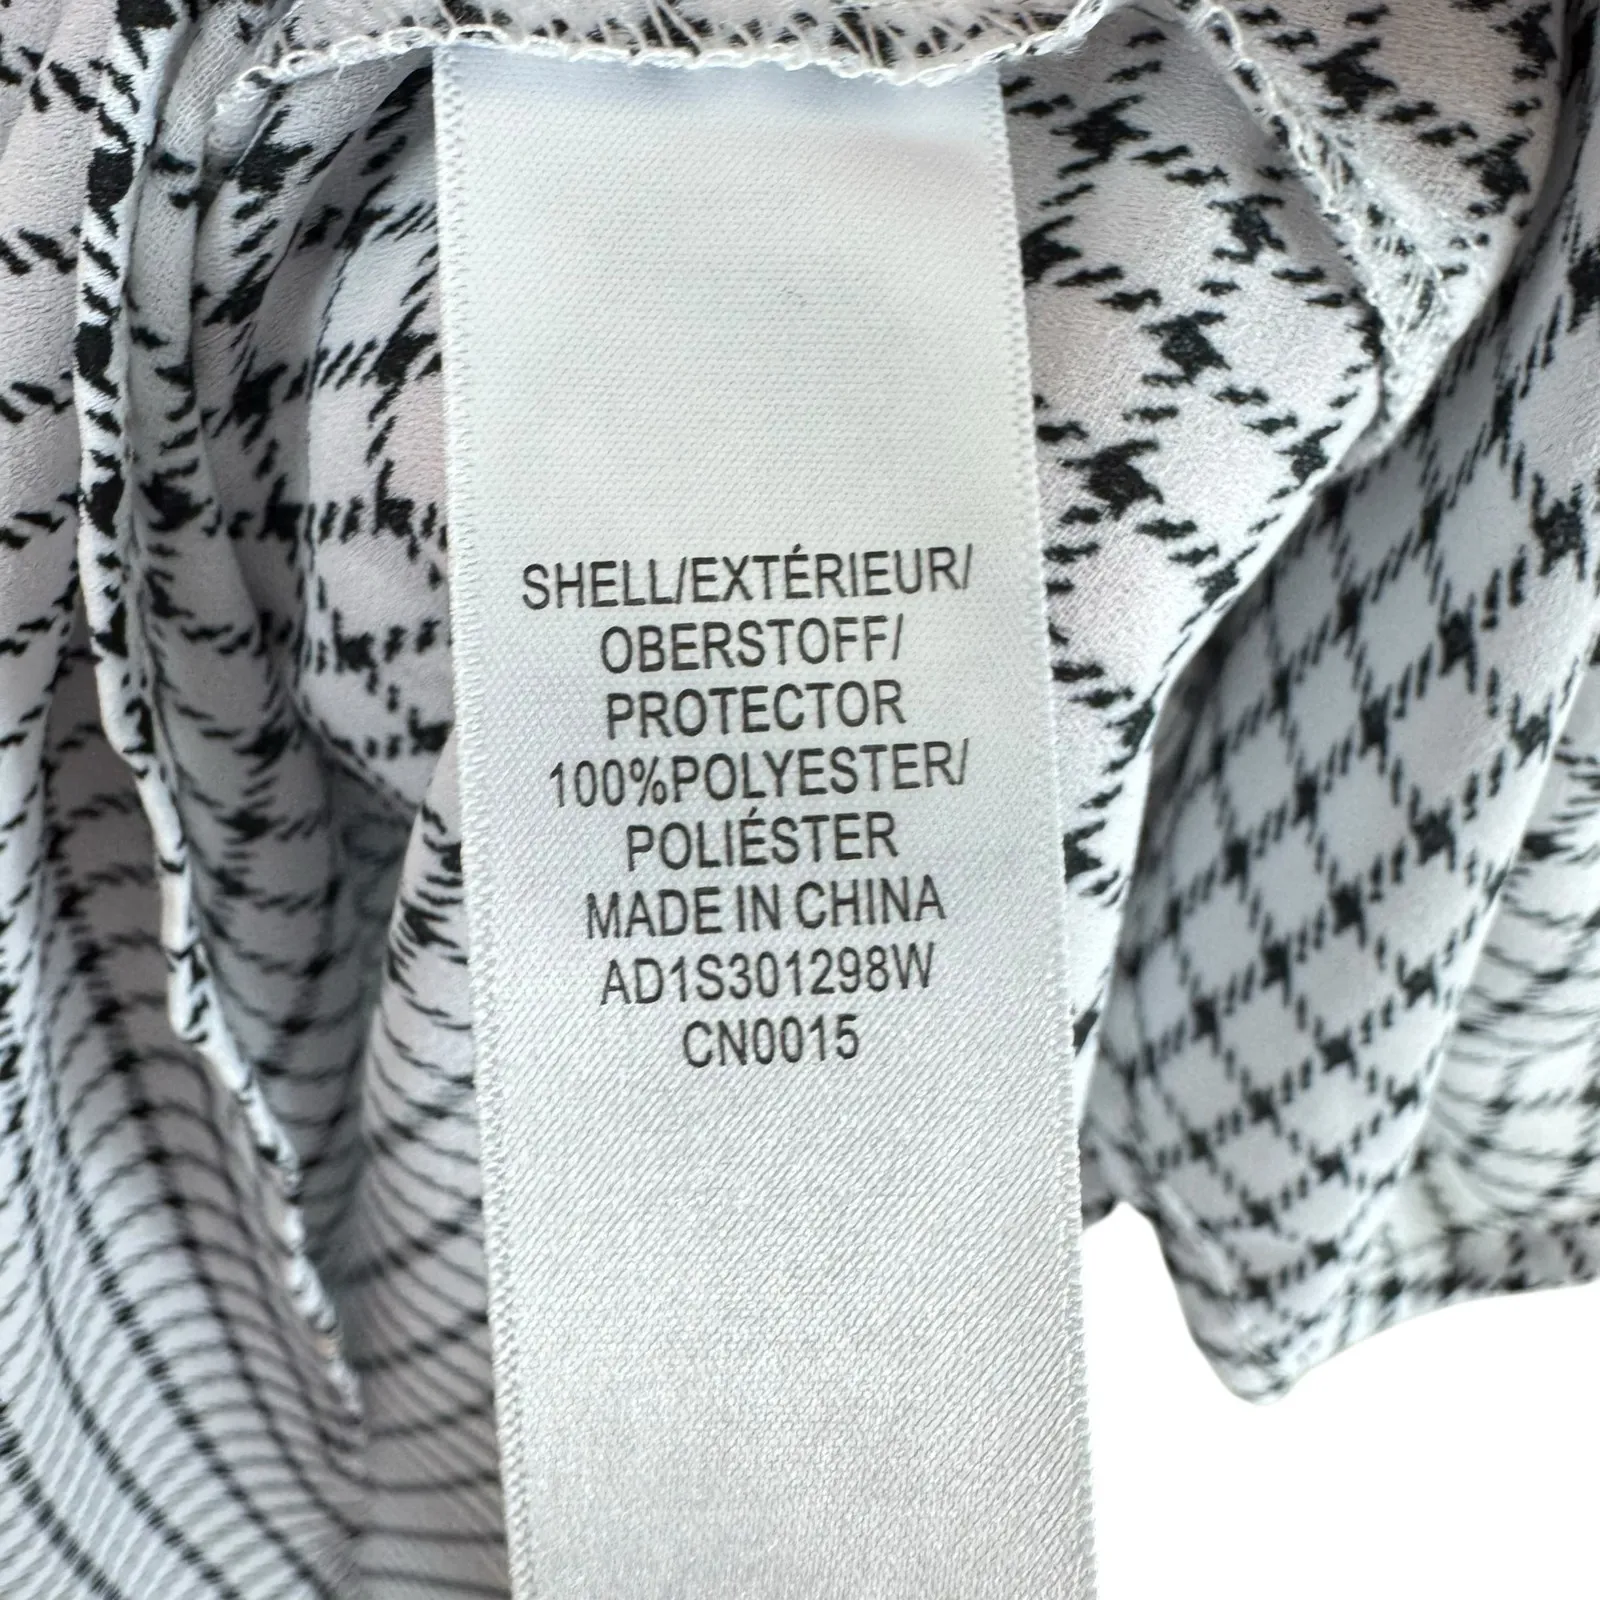 SHELL/EXTÉRIEUR/
OBERSTOFF/
PROTECTOR
100%POLYESTER/
POLIÉSTER
MADE IN CHINA
AD1S301298W
CN0015